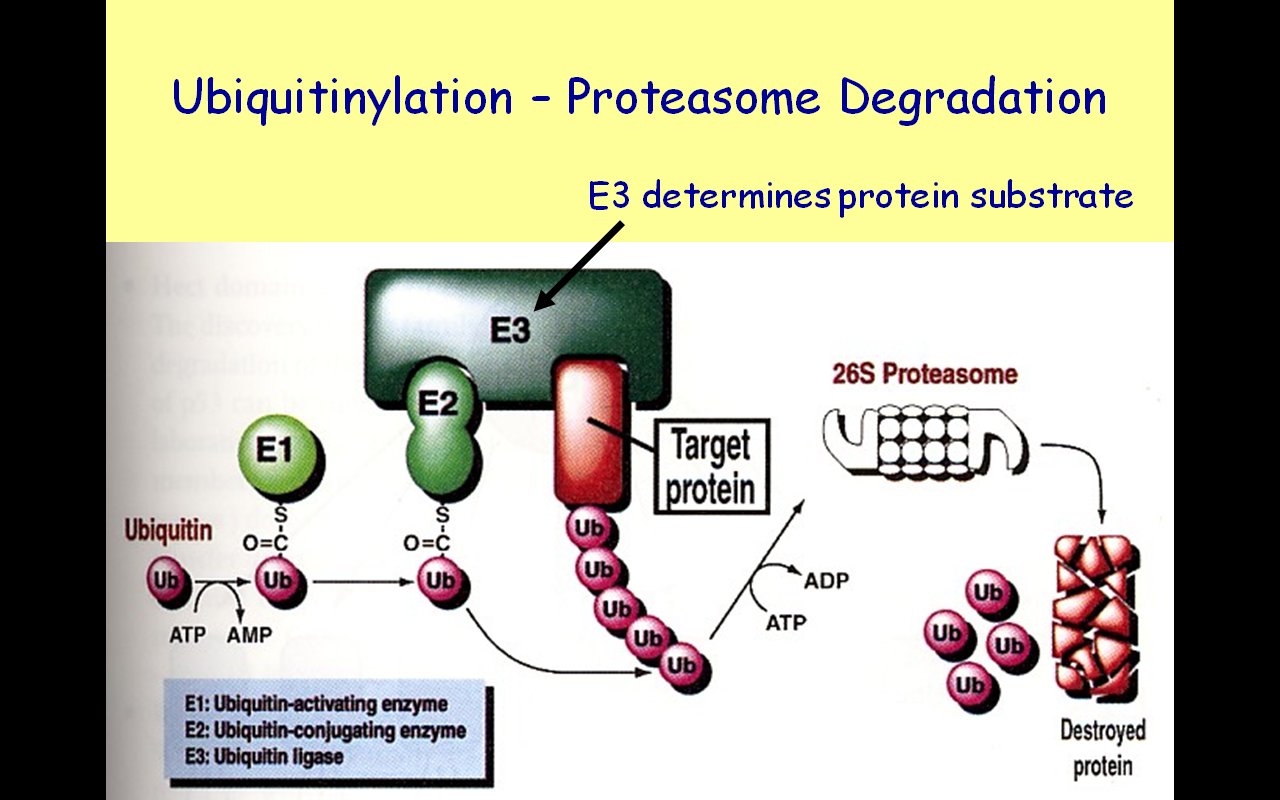 Ubiquitinylation – Proteasome Degradation
E3 determines protein substrate
E3
E2
E1
26S Proteasome
Target
protein
S
O=C
S
O=C
Ubiquitin
Ub
Ub
Ub
ATP
AMP
Ub
Ub
Ub
Ub
Ub
ADP
ATP
Ub
Ub
Ub
Ub
Destroyed
protein
E1: Ubiquitin-activating enzyme
E2: Ubiquitin-conjugating enzyme
E3: Ubiquitin ligase